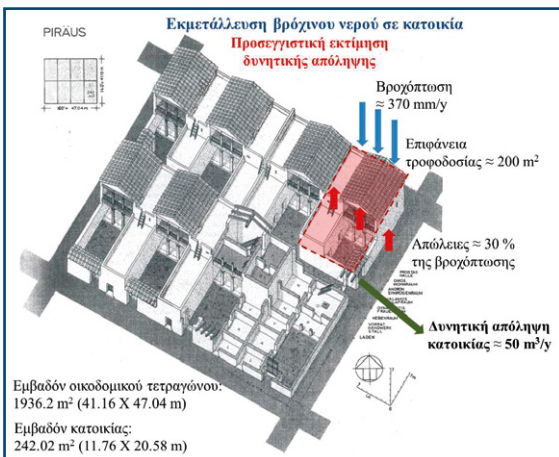 Εκμετάλλευση βρόχινου νερού σε κατοικία
Προσεγγιστική εκτίμηση
δυνητικής απόληψης
PIRÄUS
Βροχόπτωση
≈ 370 mm/y
Επιφάνεια
τροφοδοσίας ≈ 200 m²
Απώλειες ≈ 30 %
της βροχόπτωσης
Δυνητική απόληψη
κατοικίας ≈ 50 m³/y
LADEN
Εμβαδόν οικοδομικού τετραγώνου:
1936.2 m² (41.16 X 47.04 m)
Εμβαδόν κατοικίας:
242.02 m² (11.76 X 20.58 m)